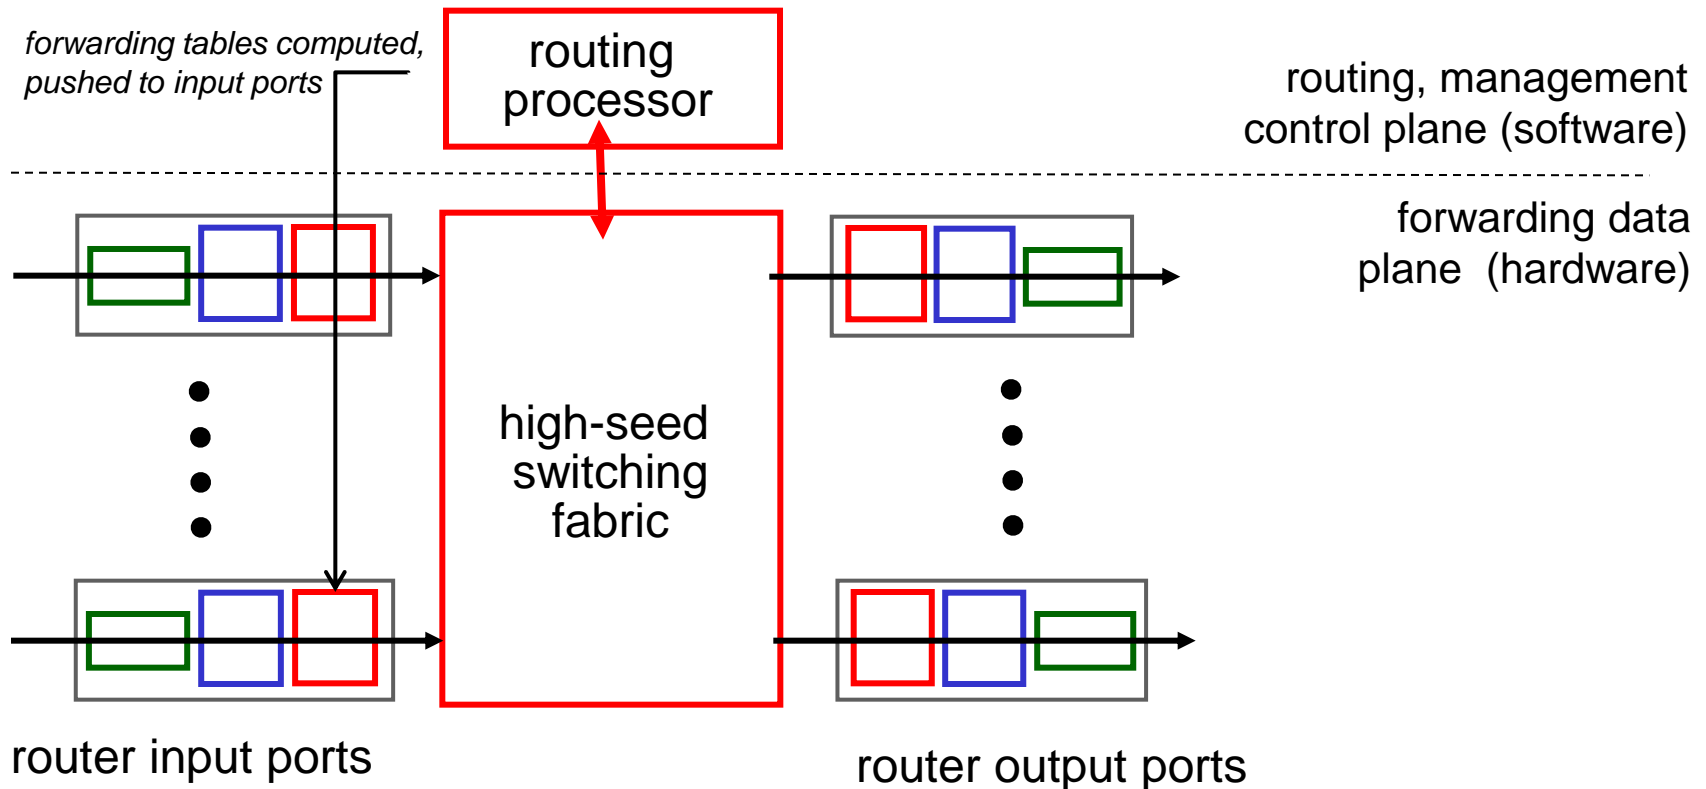 forwarding tables computed,
pushed to input ports
routing
processor
routing, management
control plane (software)
forwarding data
plane (hardware)
high-seed
switching
fabric
router input ports
router output ports